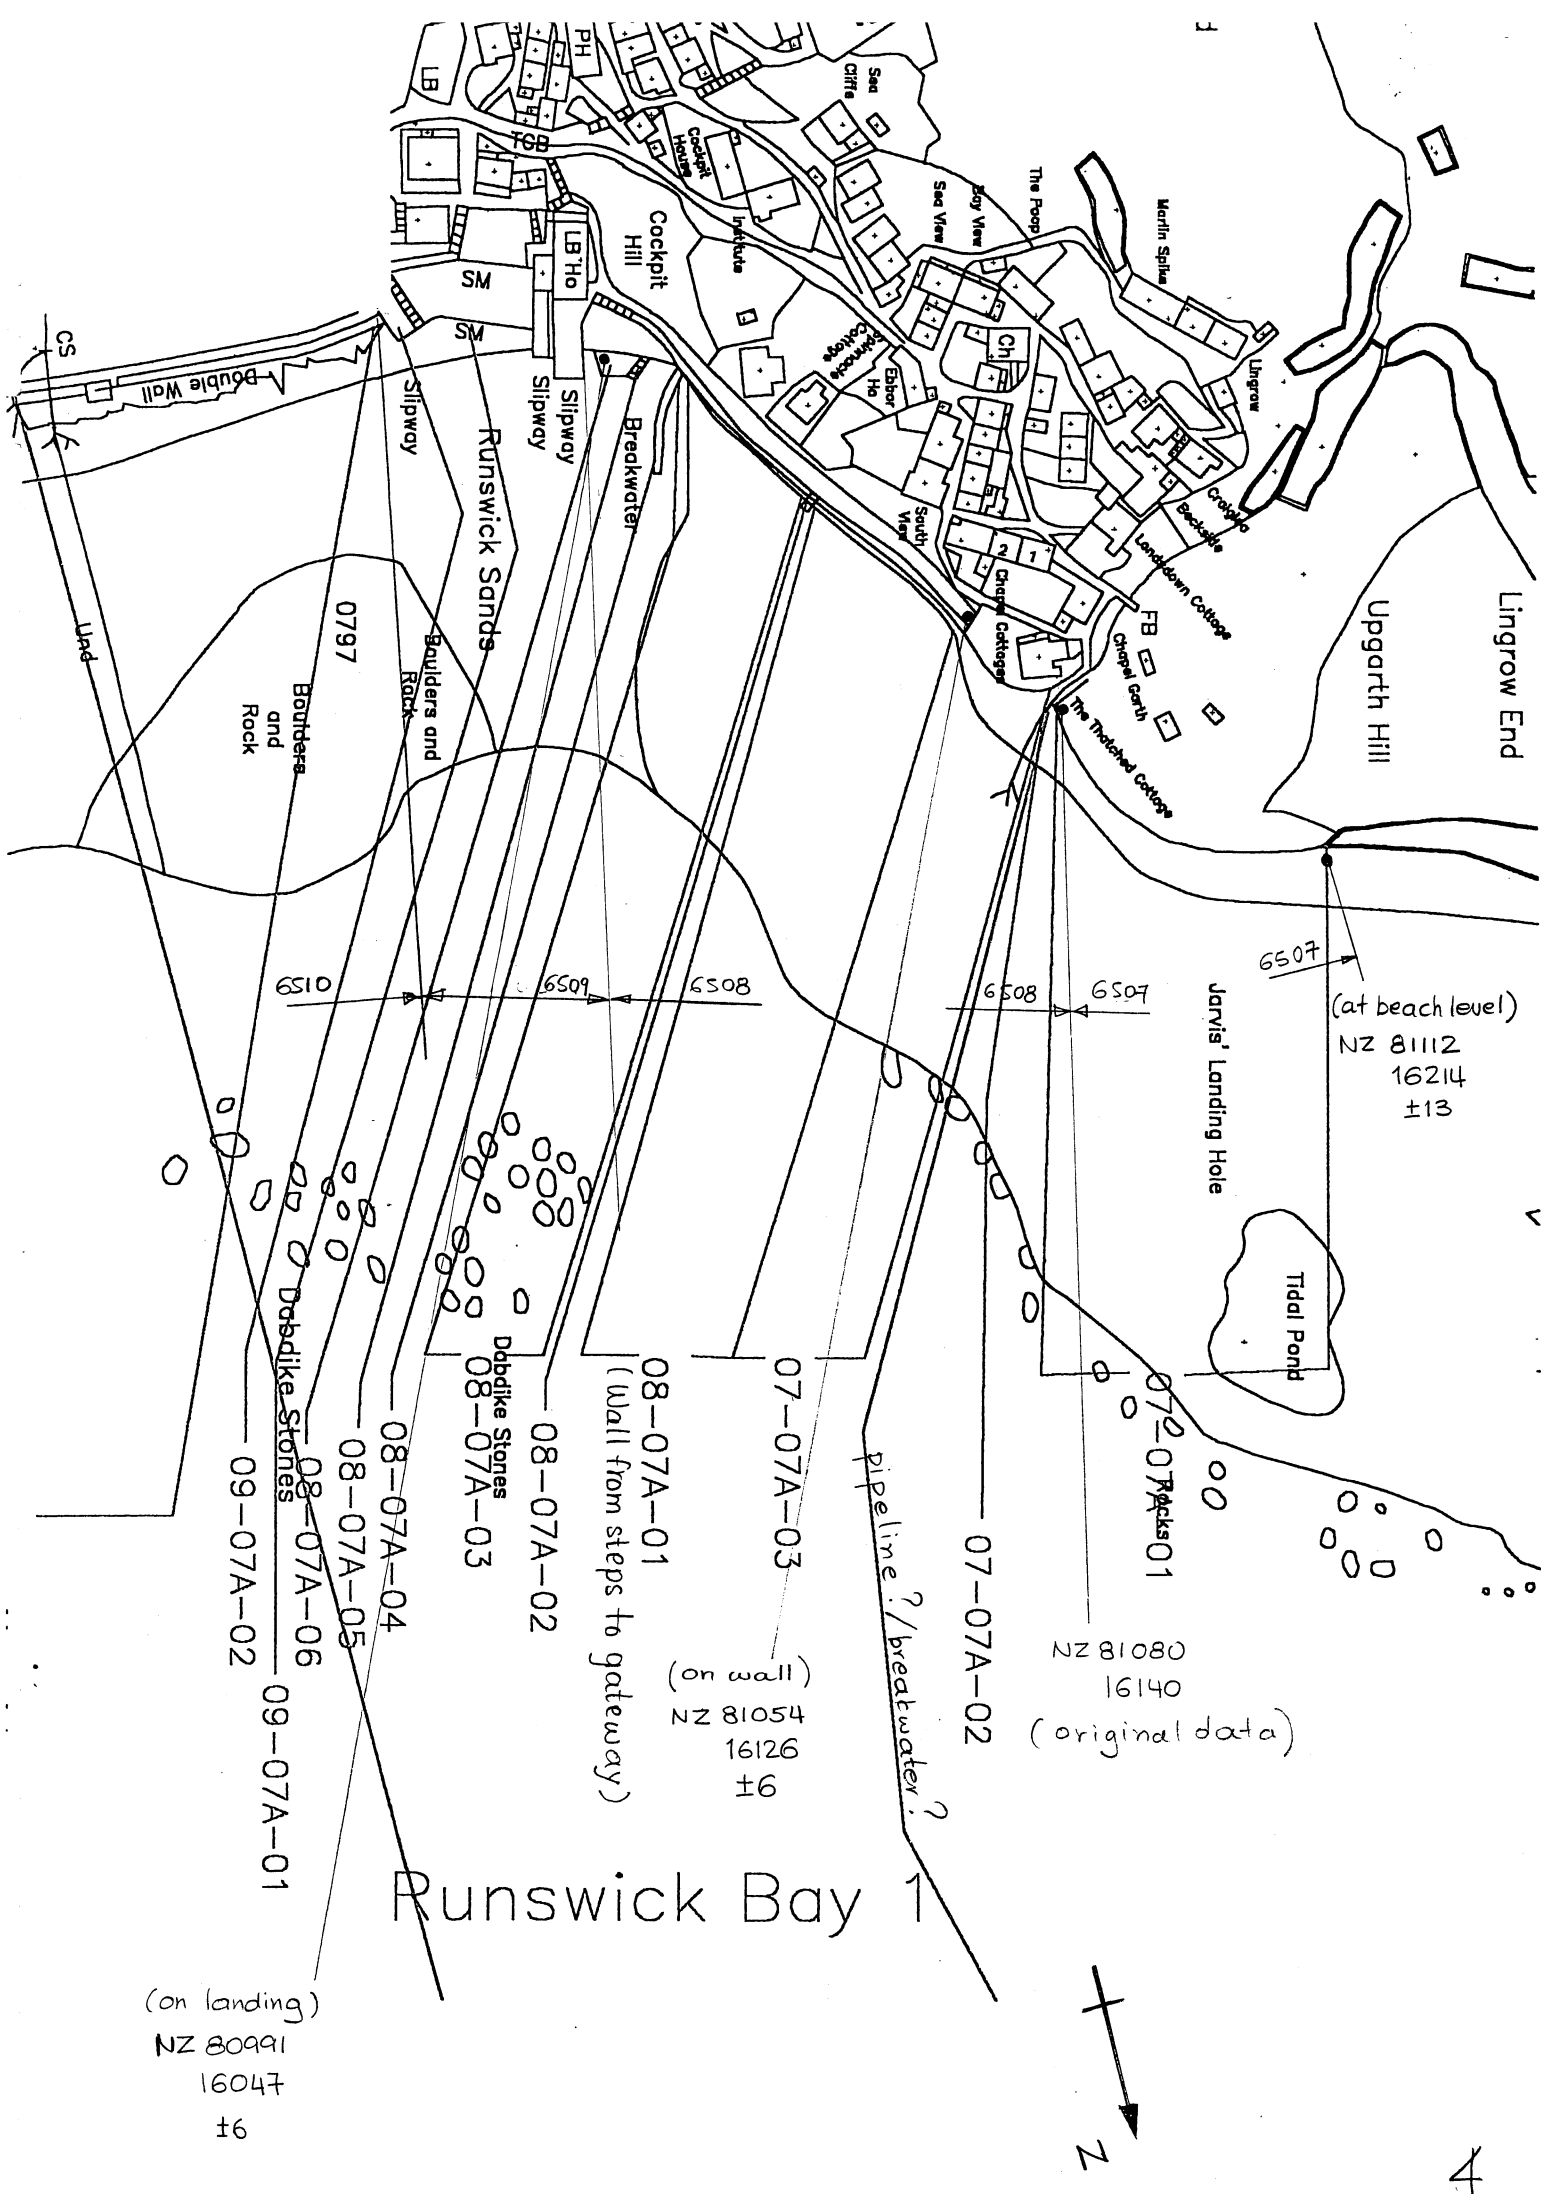 LB
PH
TCB
Sea
Cliffe
Cockpit
House
Institute
Cockpit
Hill
LB Ho
SM
SM
Sea View
Bay View
The Poop
Marlin Spike
Lingrow
Spinnacle
Cottage
Ebbor
Ho
Ch
South
View
2
1
Chapel Cottages
Craiglea
Beckside
Landsdown Cottage
FB
Chapel Garth
The Thatched Cottage
Upgarth Hill
Lingrow End
CS
Double Wall
Slipway
Runswick Sands
Slipway
Slipway
Breakwater
Und
0797
Boulders and
Rock
Boulders
and
Rock
6510
6509
6508
6508
6507
6507
(at beach level)
NZ 81112
16214
±13
Jarvis' Landing Hole
Tidal Pond
Dabdike Stones
Dabdike Stones
Rocks
07-07A-01
07-07A-02
07-07A-03
08-07A-01
(Wall from steps to gateway)
08-07A-02
08-07A-03
08-07A-04
08-07A-05
08-07A-06
09-07A-01
09-07A-02
pipeline?/breakwater?
NZ 81080
16140
(original data)
(on wall)
NZ 81054
16126
±6
Runswick Bay 1
(on landing)
NZ 80991
16047
±6
N
4